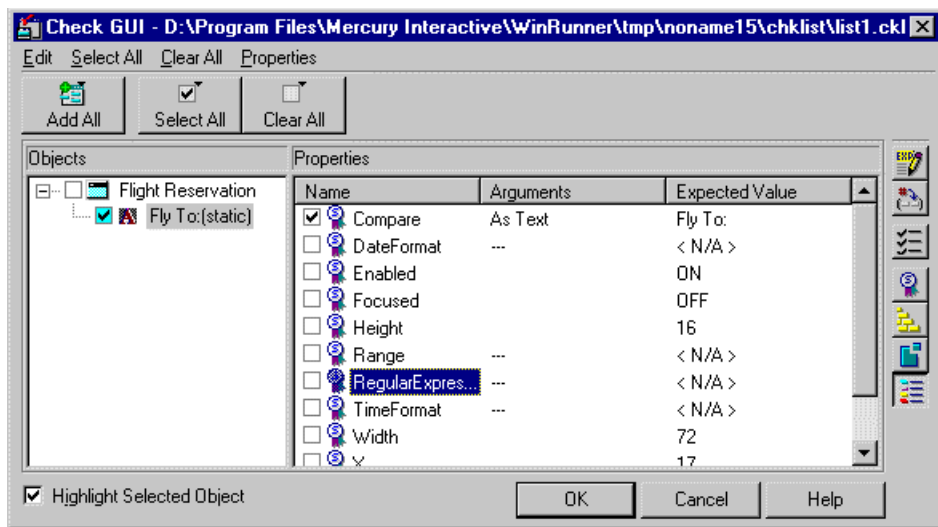 Check GUI - D:\Program Files\Mercury Interactive\WinRunner\tmp\noname15\chklist\list1.ckl
Edit Select All Clear All Properties
Add All Select All Clear All
Objects Properties
Flight Reservation
Fly To:(static)
Name Arguments Expected Value
Compare As Text Fly To:
DateFormat --- < N/A >
Enabled ON
Focused OFF
Height 16
Range --- < N/A >
RegularExpres... --- < N/A >
TimeFormat --- < N/A >
Width 72
X 17
Highlight Selected Object
OK Cancel Help